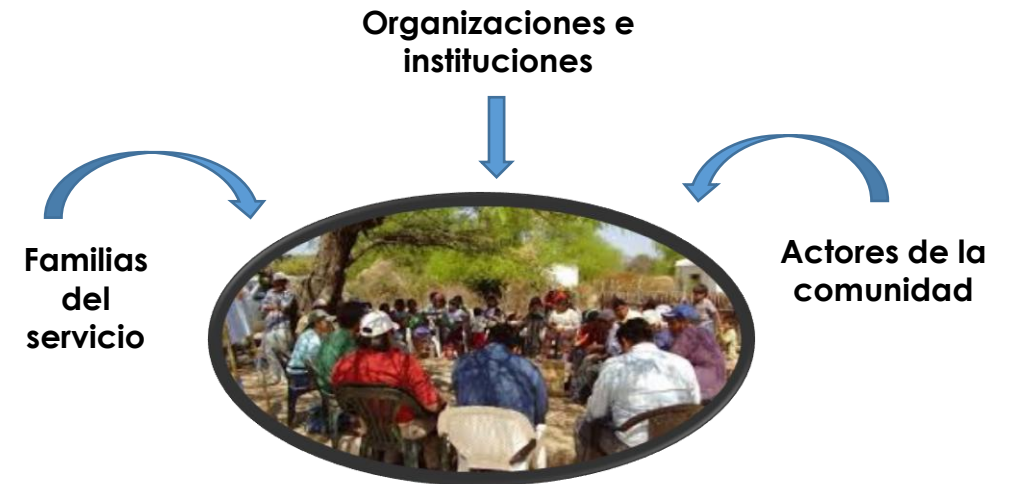 Organizaciones e
instituciones
Familias
del
servicio
Actores de la
comunidad